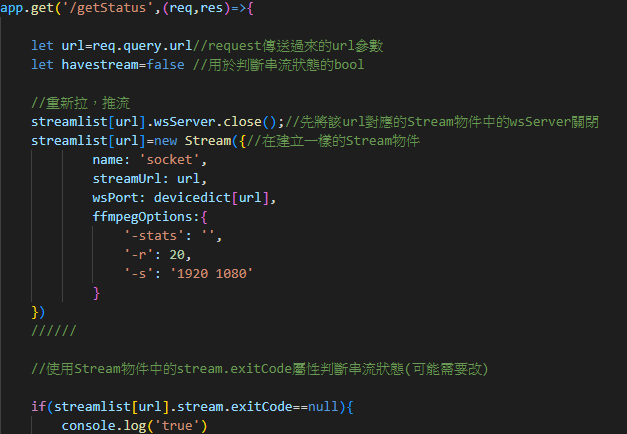 app.get('/getStatus',(req,res)=>{
let url=req.query.url//request傳送過來的url參數
let havestream=false //用於判斷串流狀態的bool
//重新拉，推流
streamlist[url].wsServer.close();//先將該url對應的Stream物件中的wsServer關閉
streamlist[url]=new Stream({//在建立一樣的Stream物件
name: 'socket',
streamUrl: url,
wsPort: devicedict[url],
ffmpegOptions:{
'-stats': '',
'-r': 20,
'-s': '1920 1080'
}
})
//////
//使用Stream物件中的stream.exitCode屬性判斷串流狀態(可能需要改)
if(streamlist[url].stream.exitCode==null){
console.log('true')